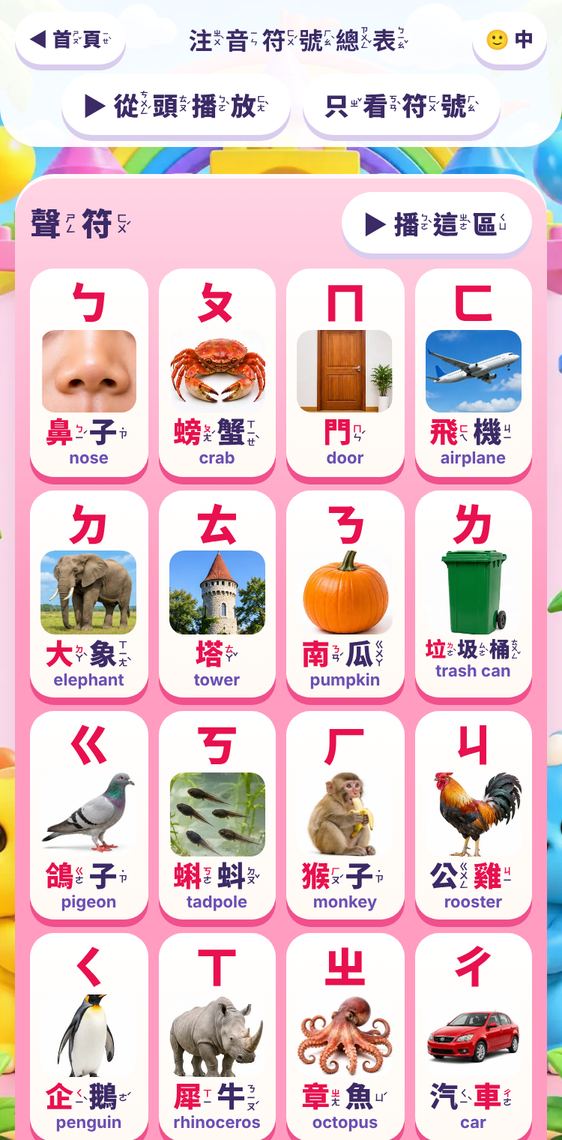 ◀ 首頁
注音符號總表
🙂 中
▶ 從頭播放
只看符號
聲符
▶ 播這區
ㄅ
鼻子
nose
ㄆ
螃蟹
crab
ㄇ
門
door
ㄈ
飛機
airplane
ㄉ
大象
elephant
ㄊ
塔
tower
ㄋ
南瓜
pumpkin
ㄌ
垃圾桶
trash can
ㄍ
鴿子
pigeon
ㄎ
蝌蚪
tadpole
ㄏ
猴子
monkey
ㄐ
公雞
rooster
ㄑ
企鵝
penguin
ㄒ
犀牛
rhinoceros
ㄓ
章魚
octopus
ㄔ
汽車
car